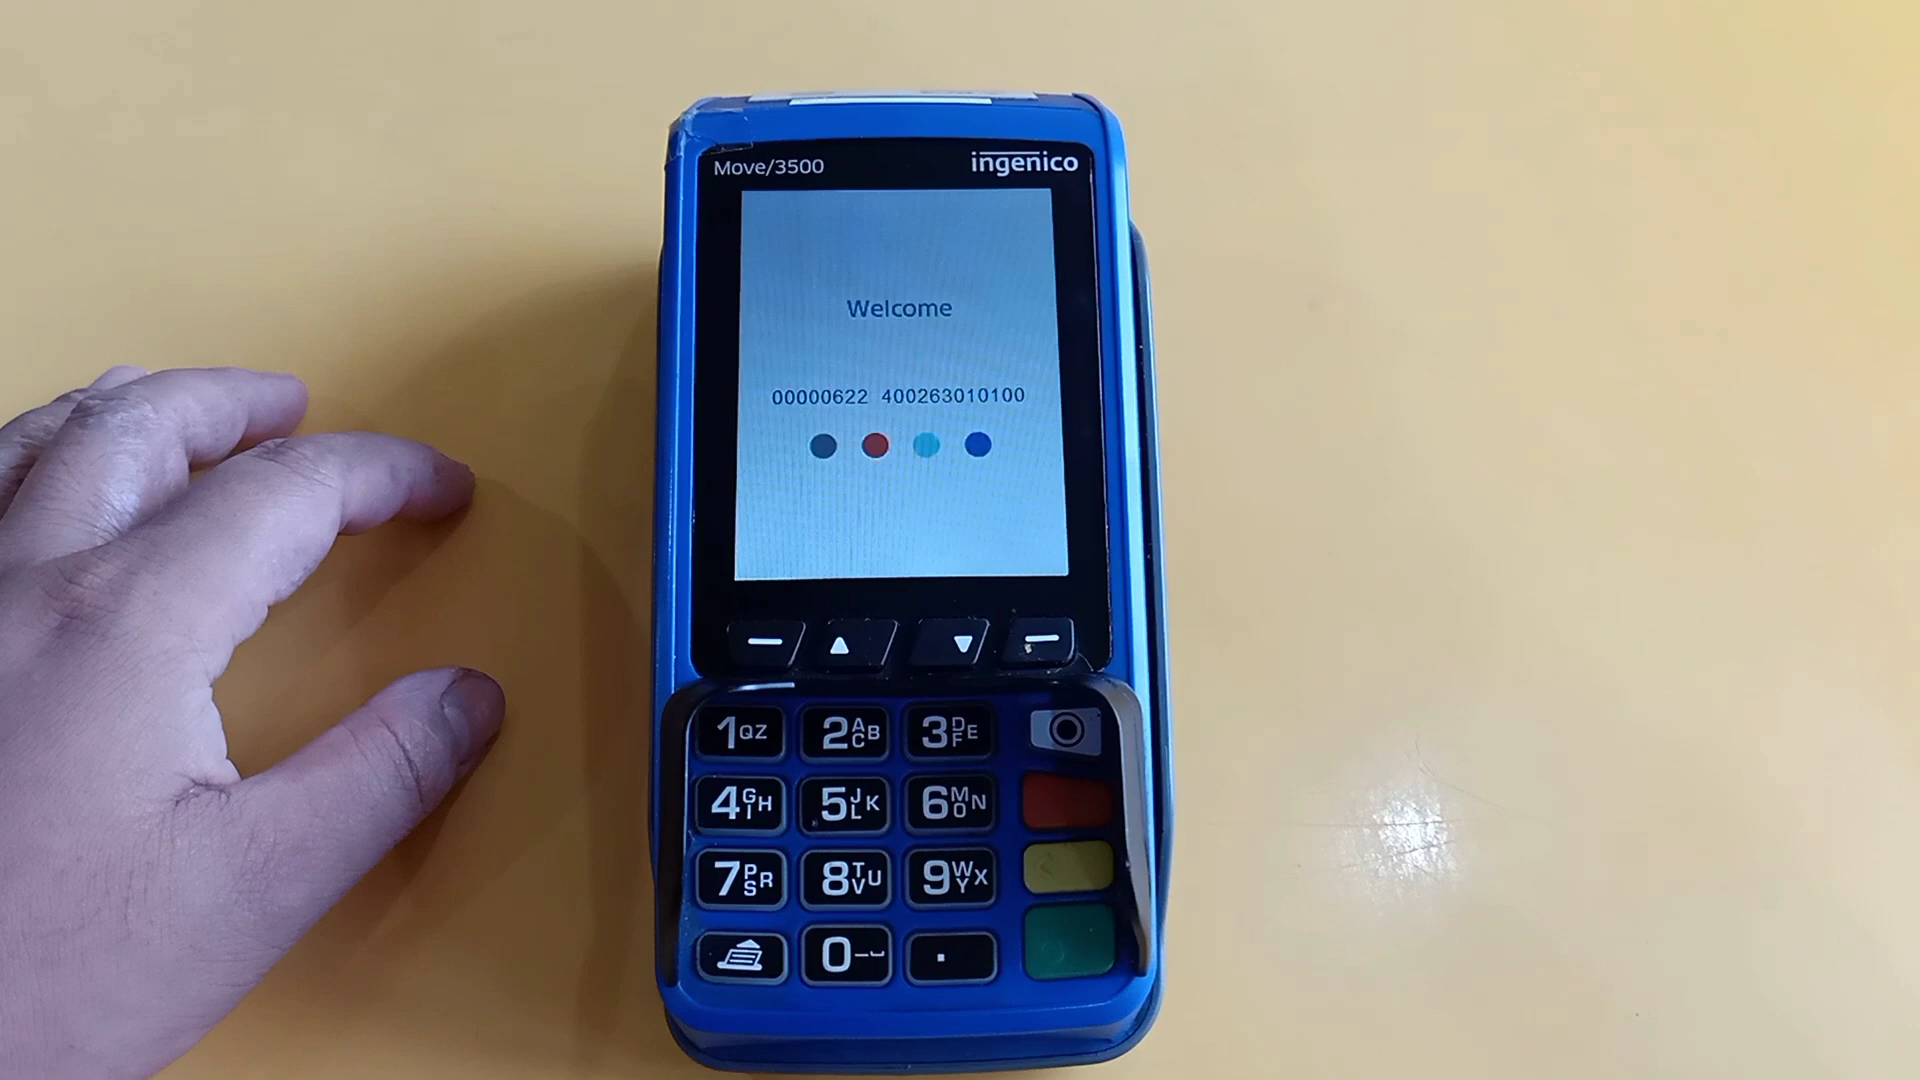 Move/3500 ingenico
Welcome
00000622 400263010100
1QZ 2ABC 3DEF
4GHI 5JKL 6MNO
7PRS 8TUV 9WXY
0
.